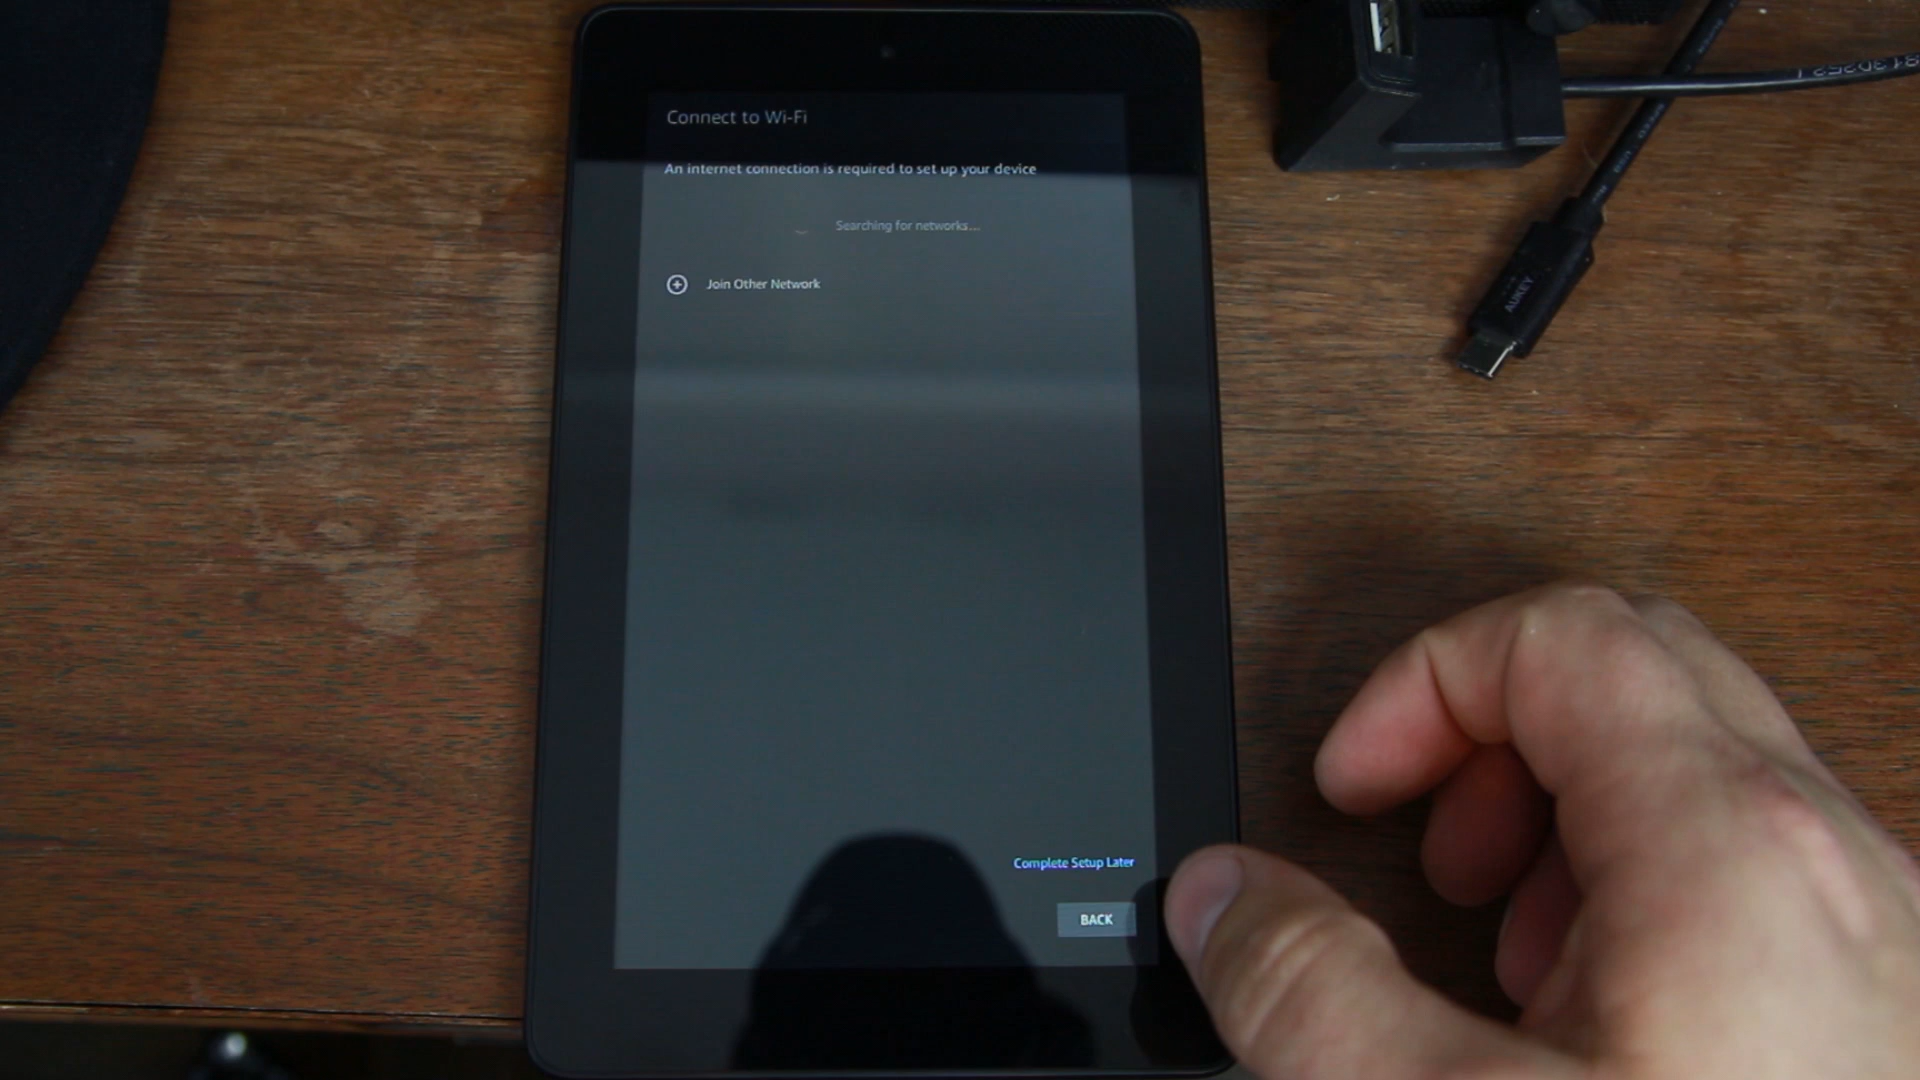 Connect to Wi-Fi
An internet connection is required to set up your device
Searching for networks...
Join Other Network
Complete Setup Later
BACK
AUKEY